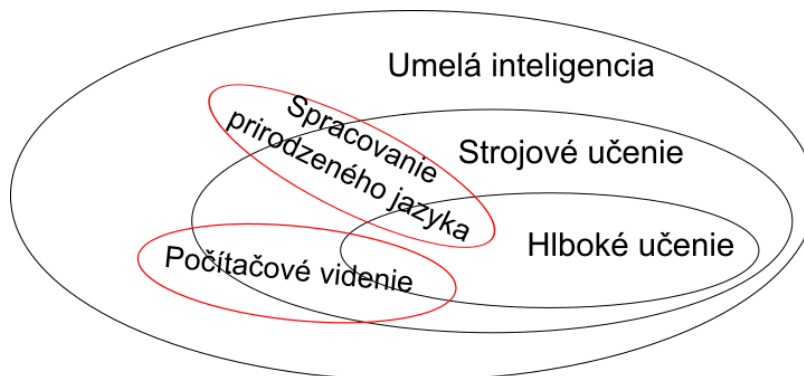 Umelá inteligencia
Spracovanie
prirodzeného jazyka
Strojové učenie
Hlboké učenie
Počítačové videnie